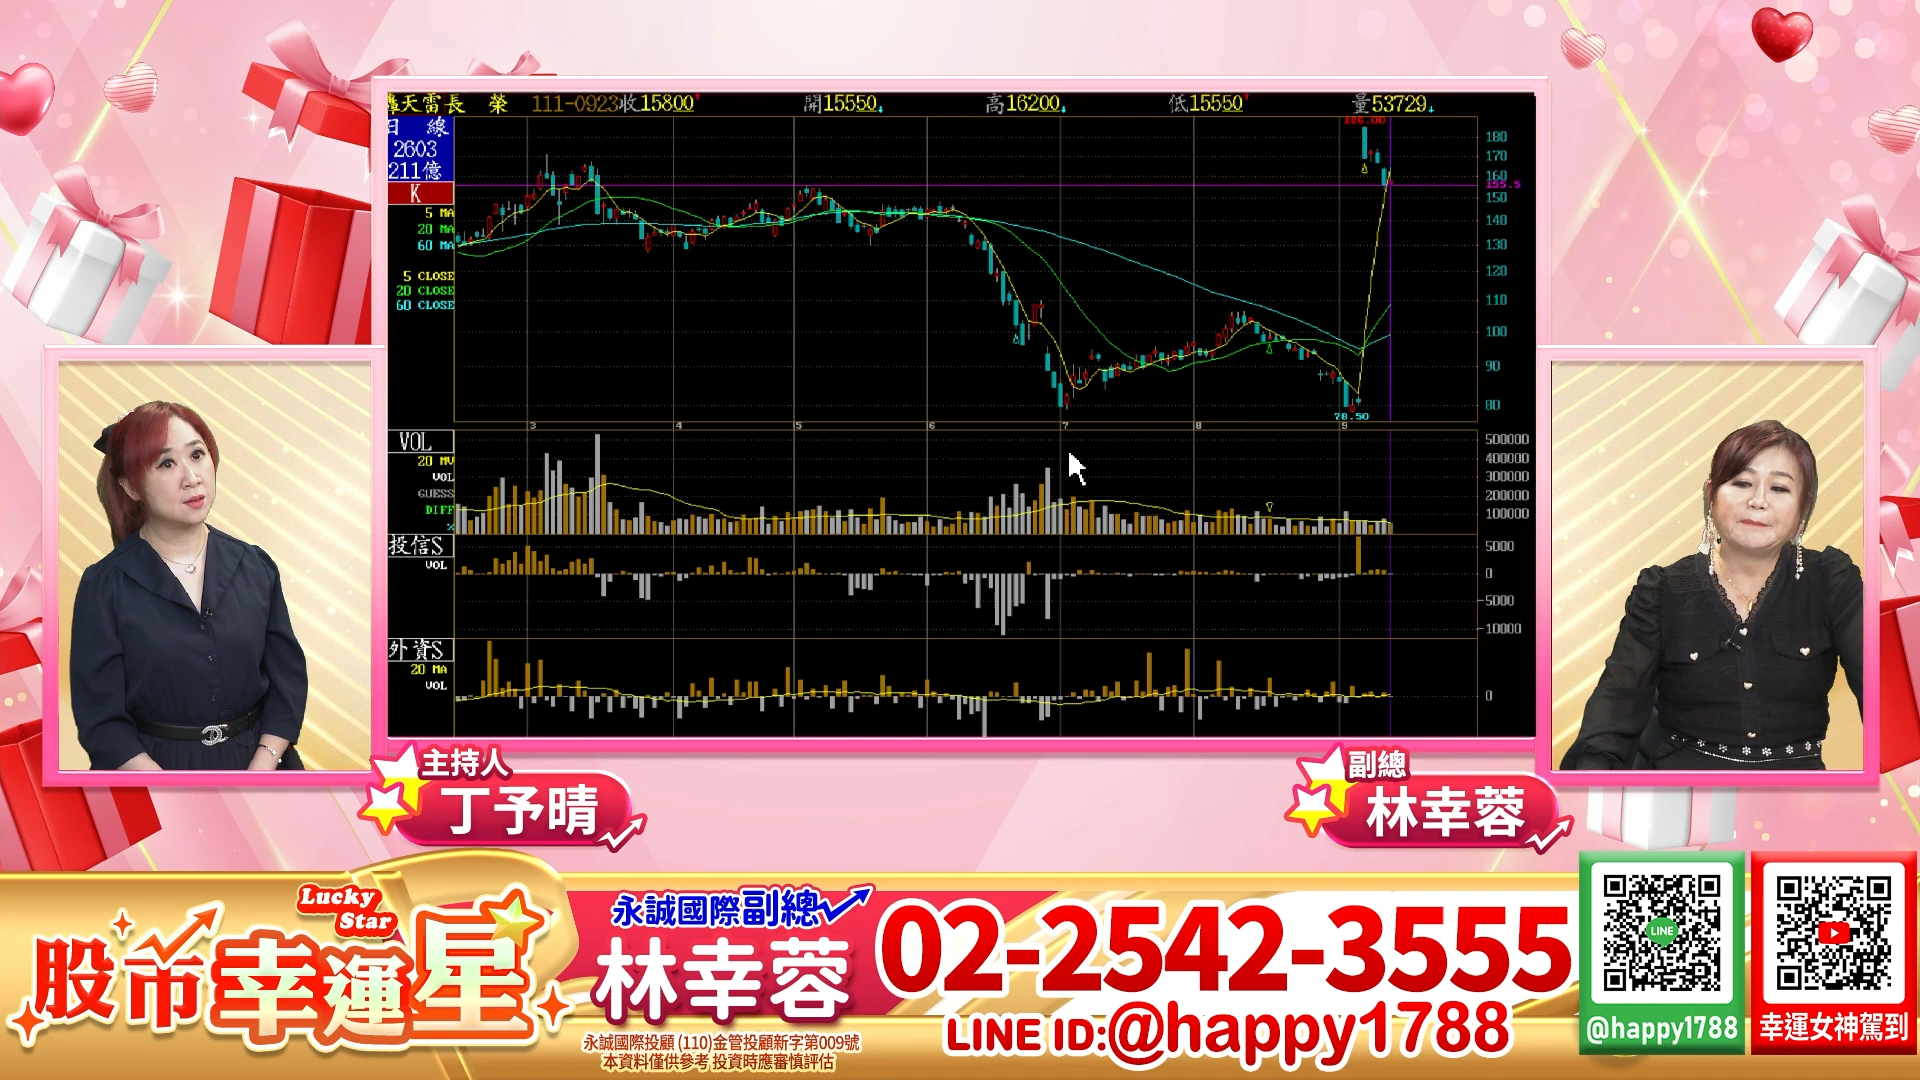 天雷長 榮 111-0923收15800 開15550 高16200 低15550 量53729
日 線
2603
211億
K
5 MA
20 MA
60 MA
5 CLOSE
20 CLOSE
60 CLOSE
186.00
180
170
160
155.5
150
140
130
120
110
100
90
80
78.50
3 4 5 6 7 8 9
VOL
20 MV
VOL
GUESS
DIFF
%
500000
400000
300000
200000
100000
投信S
VOL
5000
0
-5000
-10000
外資S
20 MA
VOL
0
主持人
丁予晴
副總
林幸蓉
Lucky
Star
股市幸運星
永誠國際副總
林幸蓉
02-2542-3555
LINE ID:@happy1788
永誠國際投顧 (110)金管投顧新字第009號
本資料僅供參考 投資時應審慎評估
LINE
@happy1788
幸運女神駕到